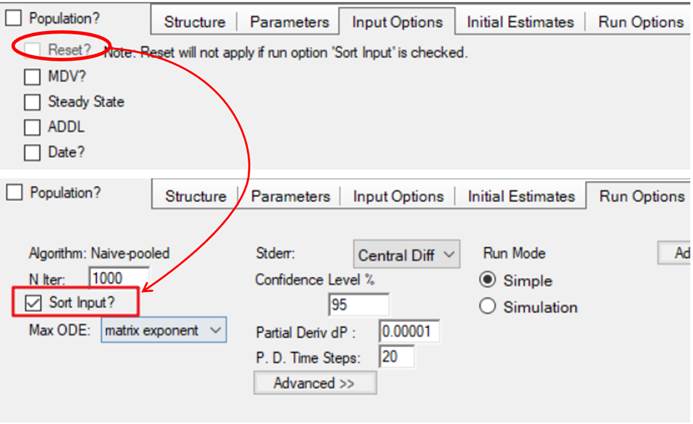 Population? Structure Parameters Input Options Initial Estimates Run Options
Reset? Note: Reset will not apply if run option 'Sort Input' is checked.
MDV?
Steady State
ADDL
Date?
Population? Structure Parameters Input Options Initial Estimates Run Options
Algorithm: Naive-pooled Stderr: Central Diff Run Mode Ad
N Iter: 1000 Confidence Level % Simple
Sort Input? 95 Simulation
Max ODE: matrix exponent Partial Deriv dP : 0.00001
P. D. Time Steps: 20
Advanced >>